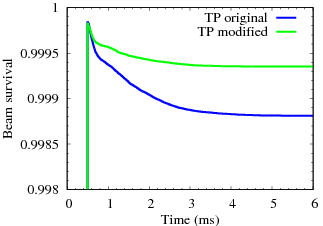 1
TP original
TP modified
0.9995
0.999
0.9985
0.998
Beam survival
0 1 2 3 4 5 6
Time (ms)